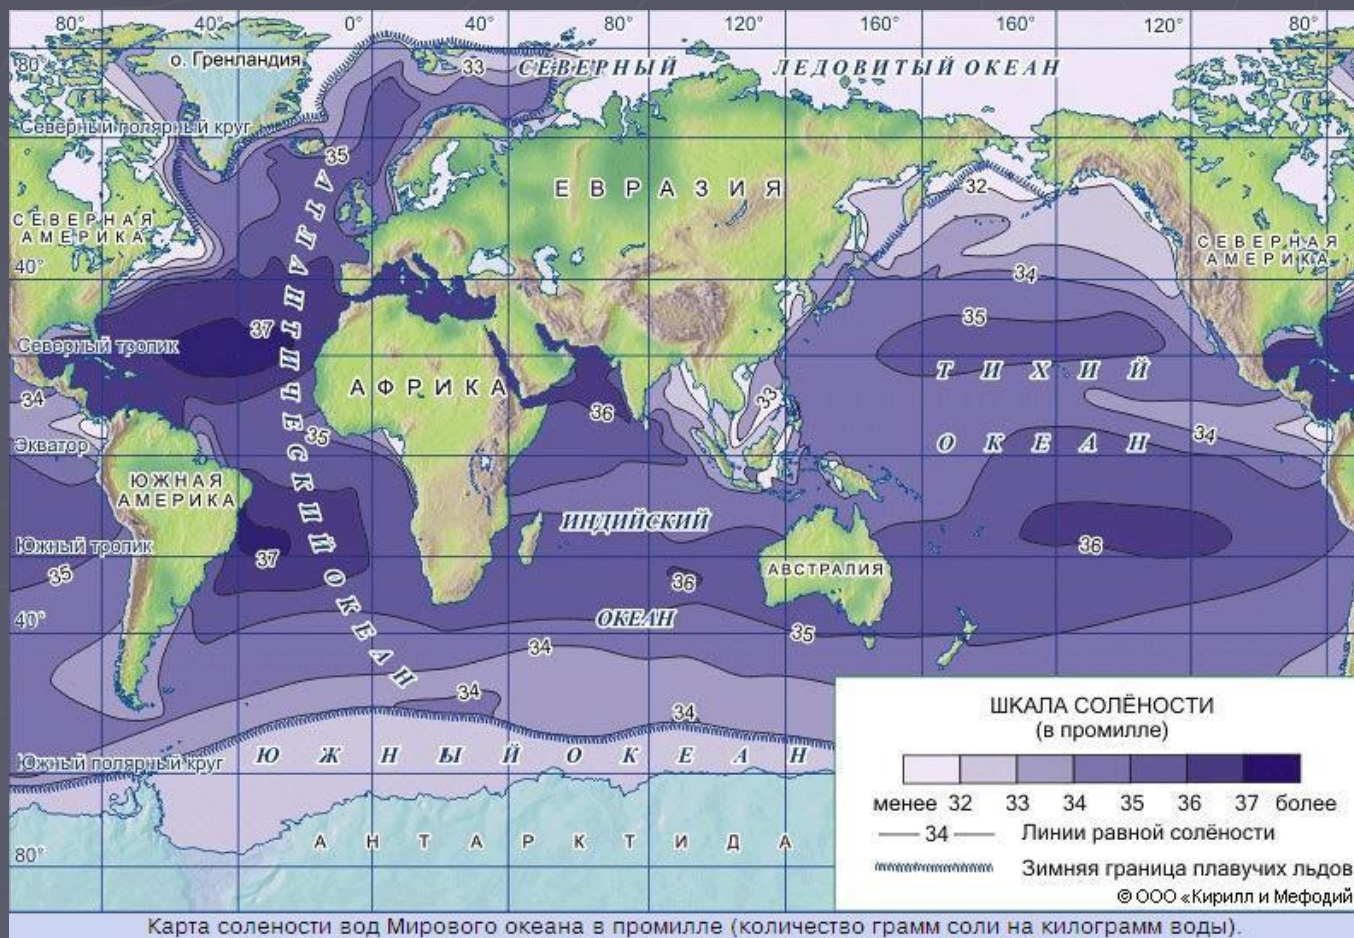 80° 40° 0° 40° 80° 120° 160° 160° 120° 80°
о. Гренландия
33
СЕВЕРНЫЙ ЛЕДОВИТЫЙ ОКЕАН
80°
Северный полярный круг
35
32
ЕВРАЗИЯ
СЕВЕРНАЯ
АМЕРИКА
СЕВЕРНАЯ
АМЕРИКА
40°
34
АТЛАНТИЧЕСКИЙ ОКЕАН
37
35
Северный тропик
ТИХИЙ
АФРИКА
34
36
33
35
34
Экватор
ОКЕАН
ЮЖНАЯ
АМЕРИКА
ИНДИЙСКИЙ
Южный тропик
37
36
35
36
АВСТРАЛИЯ
40°
ОКЕАН
35
34
34
34
ЮЖНЫЙ ОКЕАН
Южный полярный круг
АНТАРКТИДА
80°
ШКАЛА СОЛЁНОСТИ
(в промилле)
менее 32 33 34 35 36 37 более
34 Линии равной солёности
Зимняя граница плавучих льдов
© ООО «Кирилл и Мефодий
Карта солености вод Мирового океана в промилле (количество грамм соли на килограмм воды).